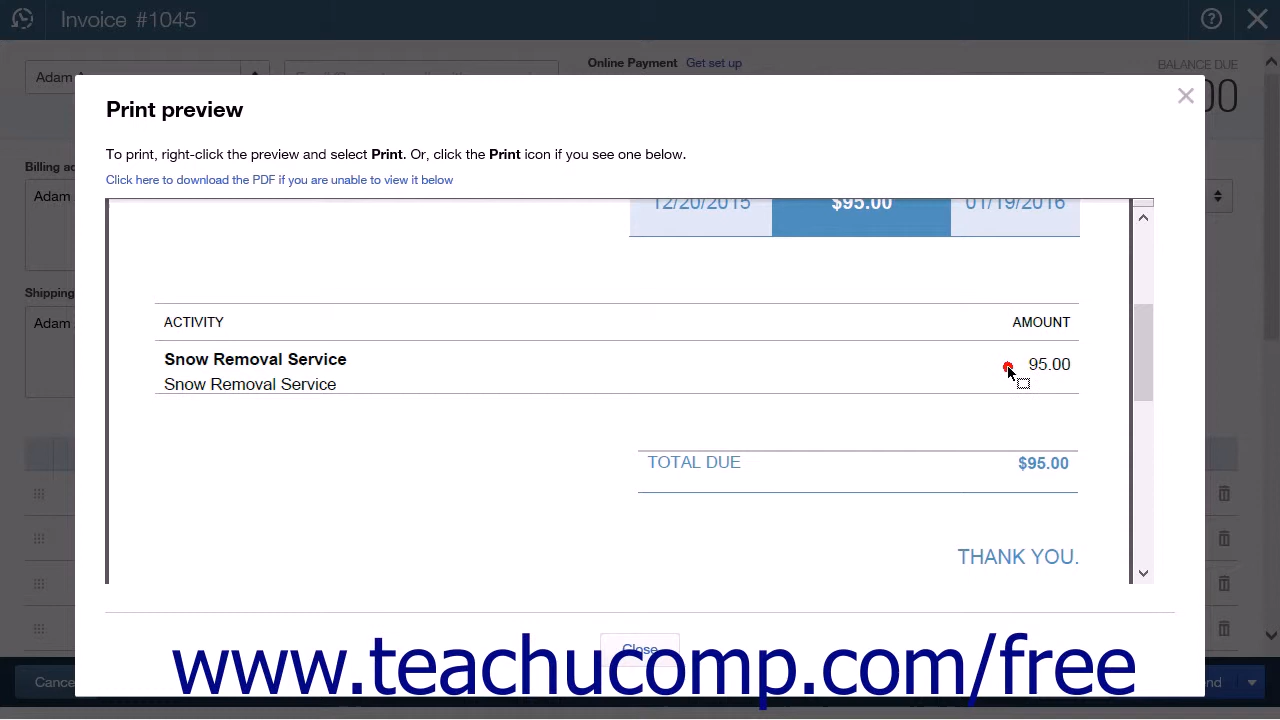 Invoice #1045
Adam
Online Payment Get set up
BALANCE DUE
00
Print preview
To print, right-click the preview and select Print. Or, click the Print icon if you see one below.
Click here to download the PDF if you are unable to view it below
Billing ad
Adam
12/20/2015 $95.00 01/19/2016
Shipping
Adam
ACTIVITY AMOUNT
Snow Removal Service 95.00
Snow Removal Service
TOTAL DUE $95.00
THANK YOU.
Close
www.teachucomp.com/free
Cance
nd